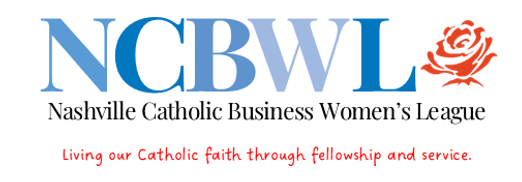 NCBWL
Nashville Catholic Business Women's League
Living our Catholic faith through fellowship and service.